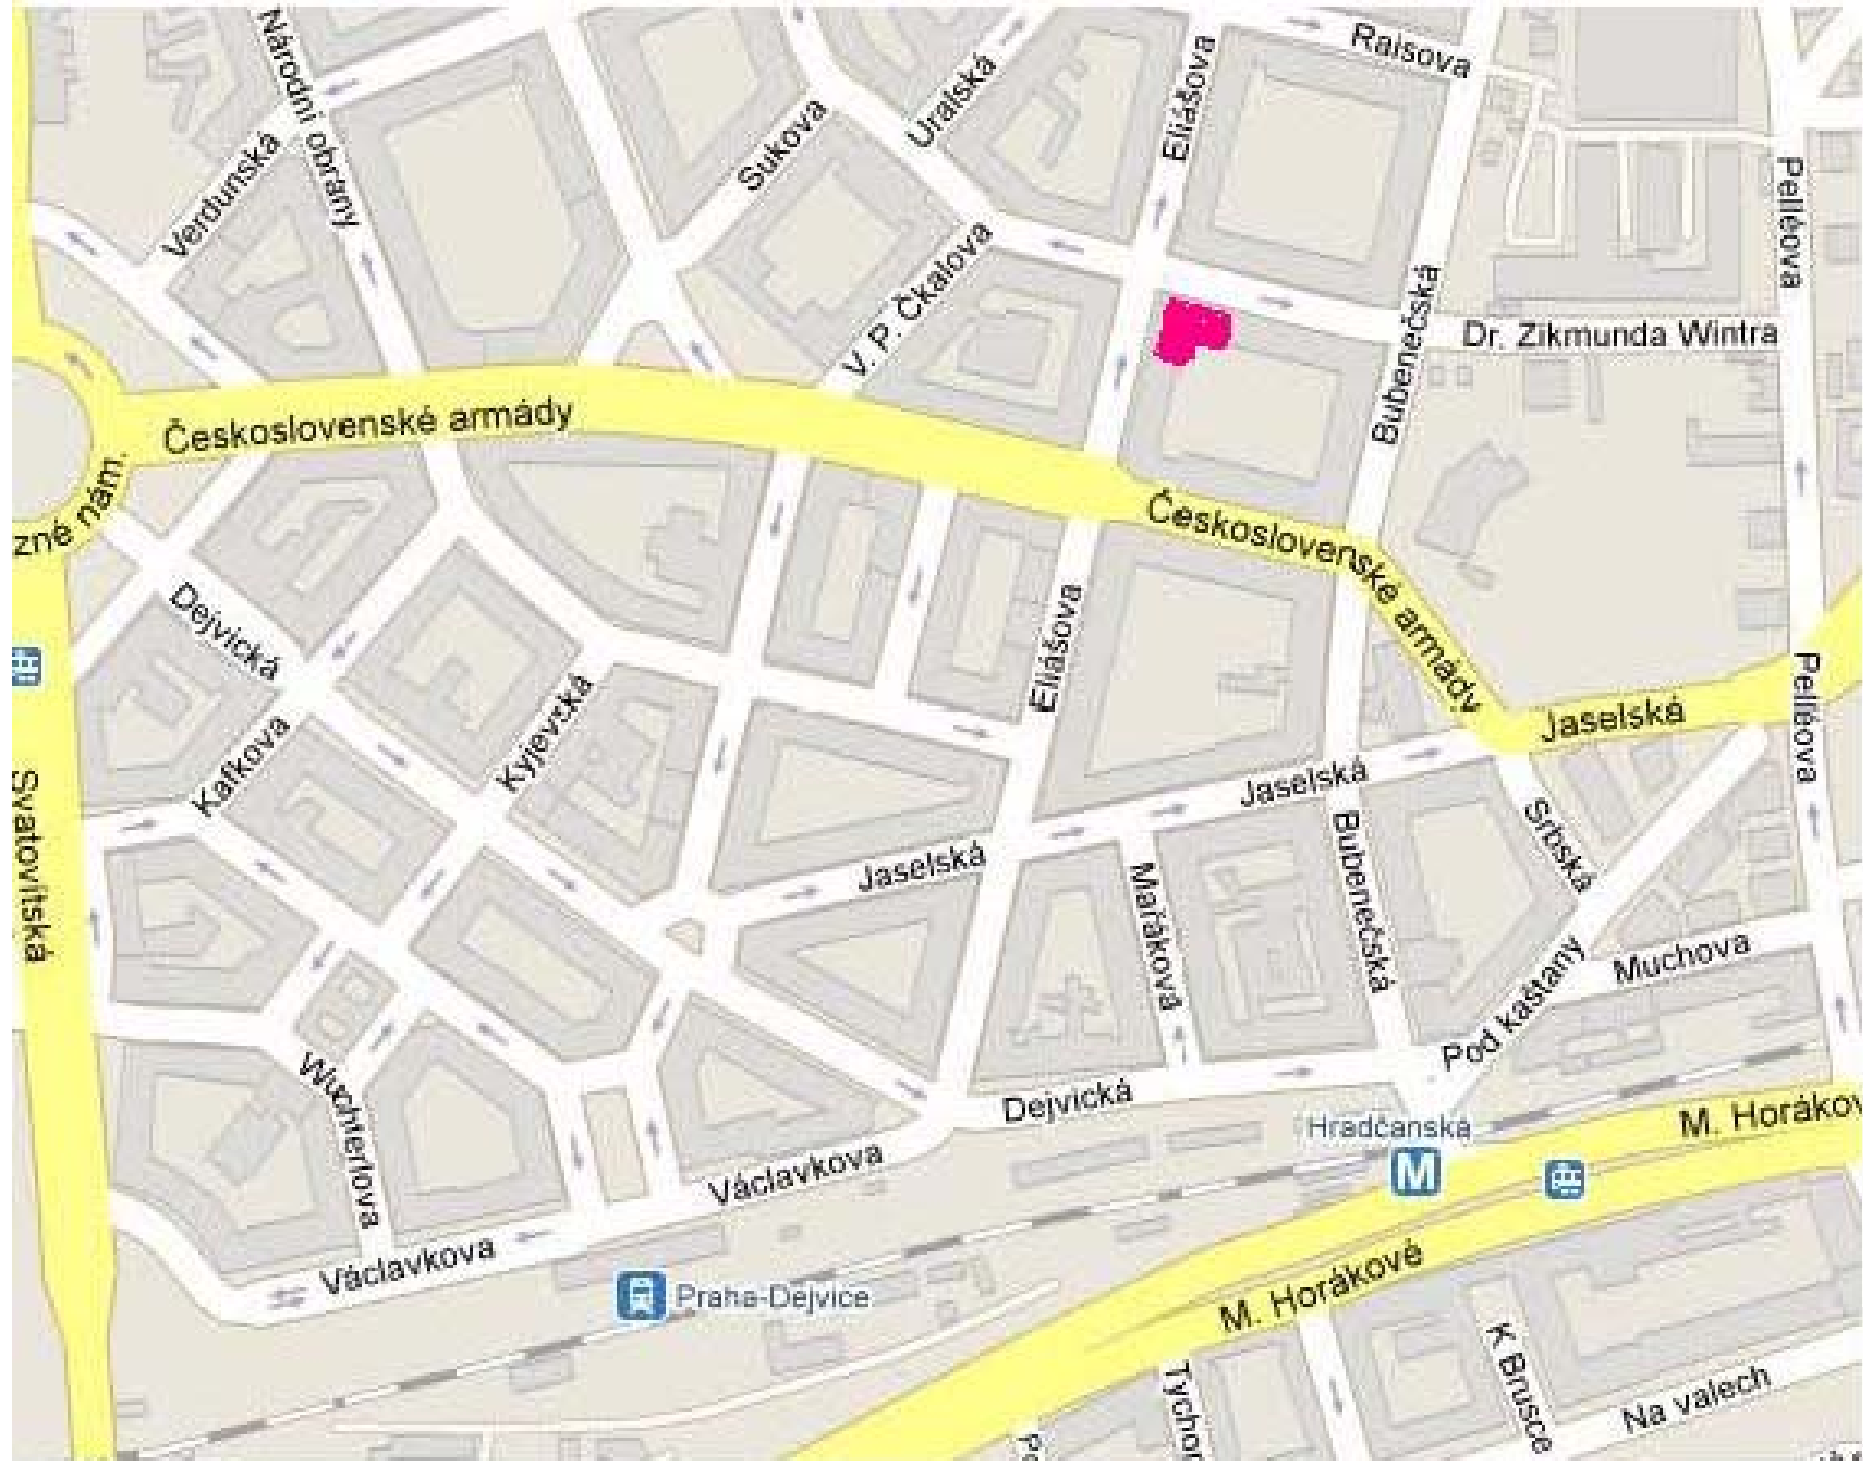 Národní obrany
Raisova
Eliášova
Uralská
Sukova
Verdunská
Pelléova
V. P. Čkalova
Bubenečská
Dr. Zikmunda Wintra
Československé armády
zné nám.
Československé armády
Dejvická
Eliášova
Kyjevská
Kafkova
Jaselská
Pelléova
Svatovítská
Jaselská
Jaselská
Bubenečská
Srbská
Mařákova
Muchova
Pod kaštany
Wuchterlova
Dejvická
Hradčanská
M
M. Horákov
Václavkova
Václavkova
Praha-Dejvice
M. Horákové
K Brusce
Tychon
Na valech